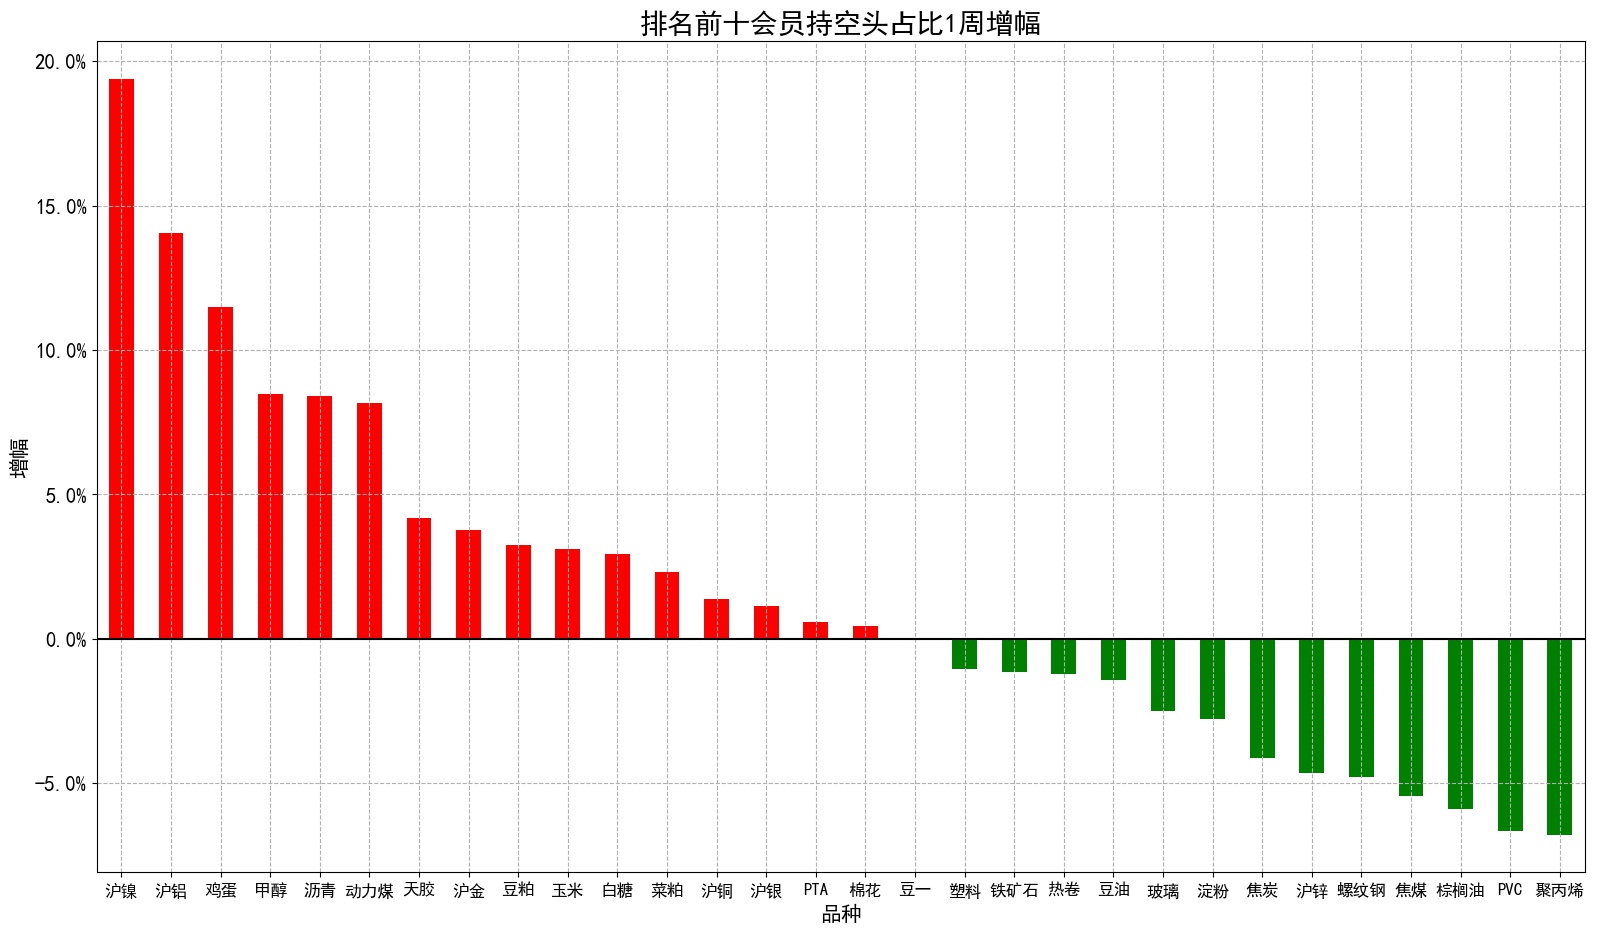 排名前十会员持空头占比1周增幅
20.0%
15.0%
10.0%
5.0%
0.0%
−5.0%
增幅
沪镍 沪铝 鸡蛋 甲醇 沥青 动力煤 天胶 沪金 豆粕 玉米 白糖 菜粕 沪铜 沪银 PTA 棉花 豆一 塑料 铁矿石 热卷 豆油 玻璃 淀粉 焦炭 沪锌 螺纹钢 焦煤 棕榈油 PVC 聚丙烯
品种